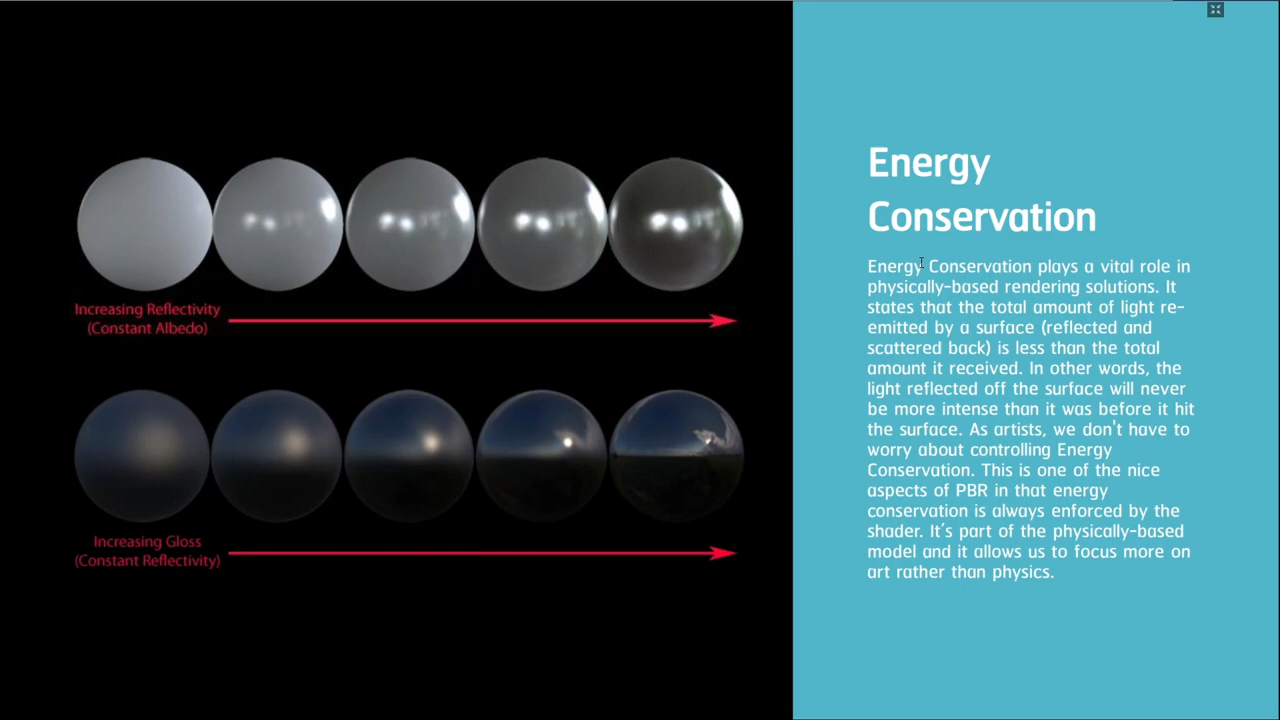 Energy
Conservation
Energy Conservation plays a vital role in
physically-based rendering solutions. It
states that the total amount of light re-
emitted by a surface (reflected and
scattered back) is less than the total
amount it received. In other words, the
light reflected off the surface will never
be more intense than it was before it hit
the surface. As artists, we don't have to
worry about controlling Energy
Conservation. This is one of the nice
aspects of PBR in that energy
conservation is always enforced by the
shader. It's part of the physically-based
model and it allows us to focus more on
art rather than physics.
Increasing Reflectivity
(Constant Albedo)
Increasing Gloss
(Constant Reflectivity)